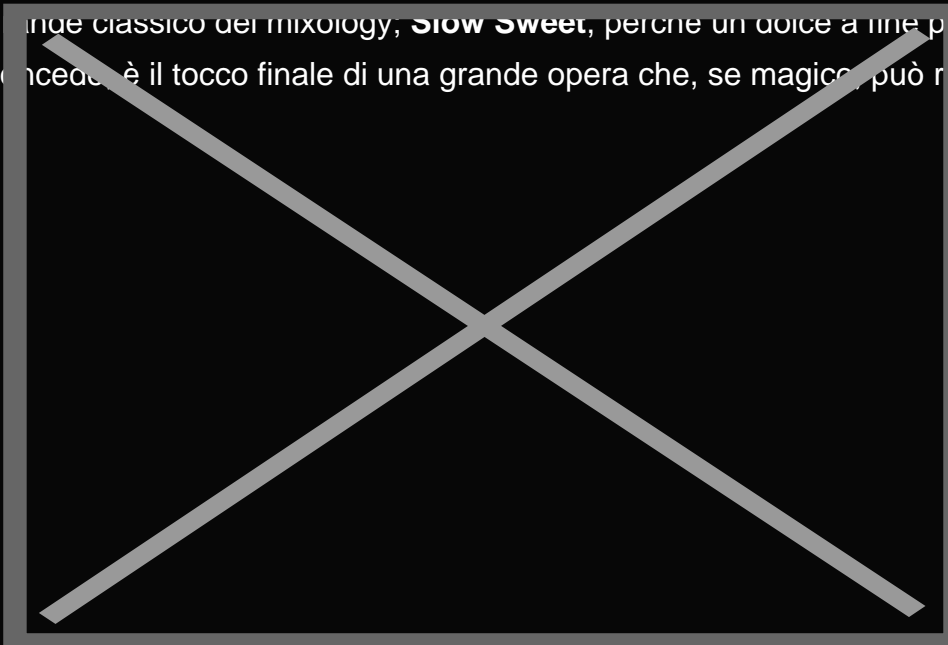 classico del mixology; Slow Sweet, perché un dolce a fine
è il tocco finale di una grande opera che, se magico, può